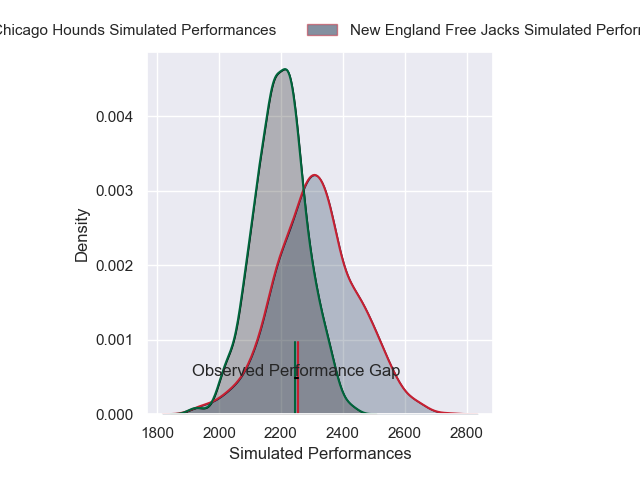 Chicago Hounds Simulated Performances
New England Free Jacks Simulated Perfor
0.004
0.003
0.002
0.001
0.000
Density
Observed Performance Gap
1800 2000 2200 2400 2600 2800
Simulated Performances